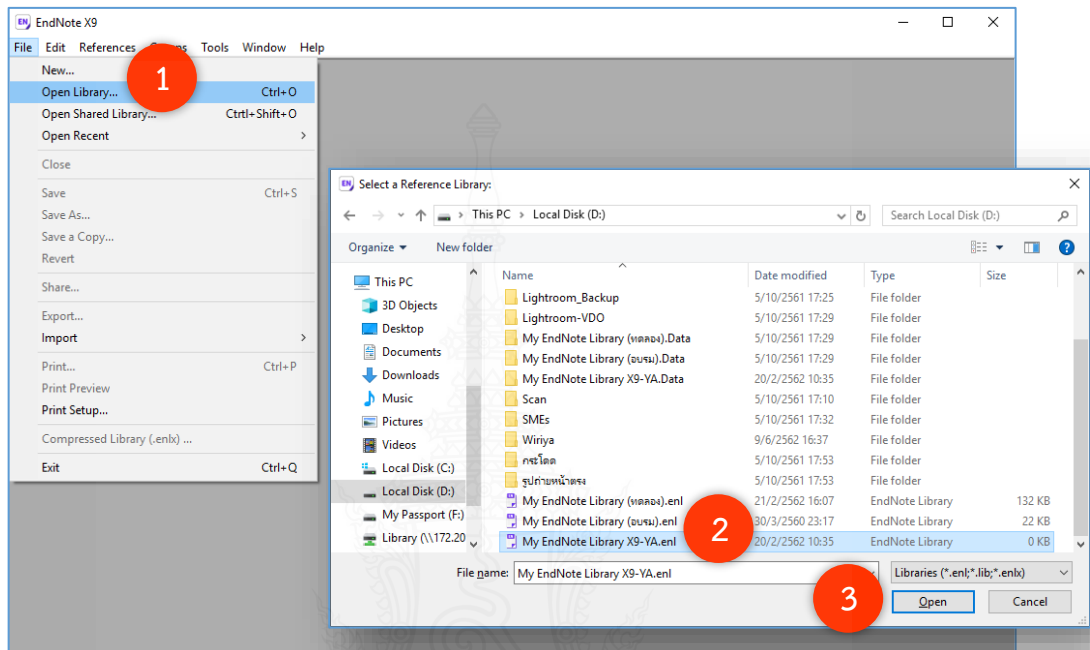 EndNote X9
File Edit References Groups Tools Window Help
New...
Open Library... Ctrl+O
Open Shared Library... Ctrtl+Shift+O
Open Recent
Close
Save Ctrl+S
Save As...
Save a Copy...
Revert
Share...
Export...
Import
Print... Ctrl+P
Print Preview
Print Setup...
Compressed Library (.enlx) ...
Exit Ctrl+Q
1
Select a Reference Library:
This PC > Local Disk (D:)
Search Local Disk (D:)
Organize
New folder
This PC
3D Objects
Desktop
Documents
Downloads
Music
Pictures
Videos
Local Disk (C:)
Local Disk (D:)
My Passport (F:)
Library (\\172.20
Name Date modified Type Size
Lightroom_Backup 5/10/2561 17:25 File folder
Lightroom-VDO 5/10/2561 17:29 File folder
My EndNote Library (ทดลอง).Data 5/10/2561 17:29 File folder
My EndNote Library (อบรม).Data 5/10/2561 17:29 File folder
My EndNote Library X9-YA.Data 20/2/2562 10:35 File folder
Scan 5/10/2561 17:10 File folder
SMEs 5/10/2561 17:32 File folder
Wiriya 9/6/2562 16:37 File folder
กระโดด 5/10/2561 17:53 File folder
รูปถ่ายหน้าตรง 5/10/2561 17:53 File folder
My EndNote Library (ทดลอง).enl 21/2/2562 16:07 EndNote Library 132 KB
My EndNote Library (อบรม).enl 30/3/2560 23:17 EndNote Library 22 KB
My EndNote Library X9-YA.enl 20/2/2562 10:35 EndNote Library 0 KB
2
File name: My EndNote Library X9-YA.enl
Libraries (*.enl;*.lib;*.enlx)
3
Open
Cancel